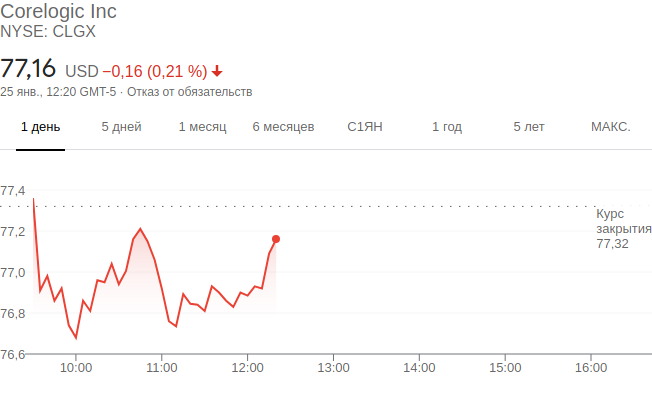 Corelogic Inc
NYSE: CLGX
77,16 USD −0,16 (0,21 %)
25 янв., 12:20 GMT-5 · Отказ от обязательств
1 день 5 дней 1 месяц 6 месяцев С1ЯН 1 год 5 лет МАКС.
77,4
Курс
закрытия
77,32
77,2
77,0
76,8
76,6
10:00 11:00 12:00 13:00 14:00 15:00 16:00